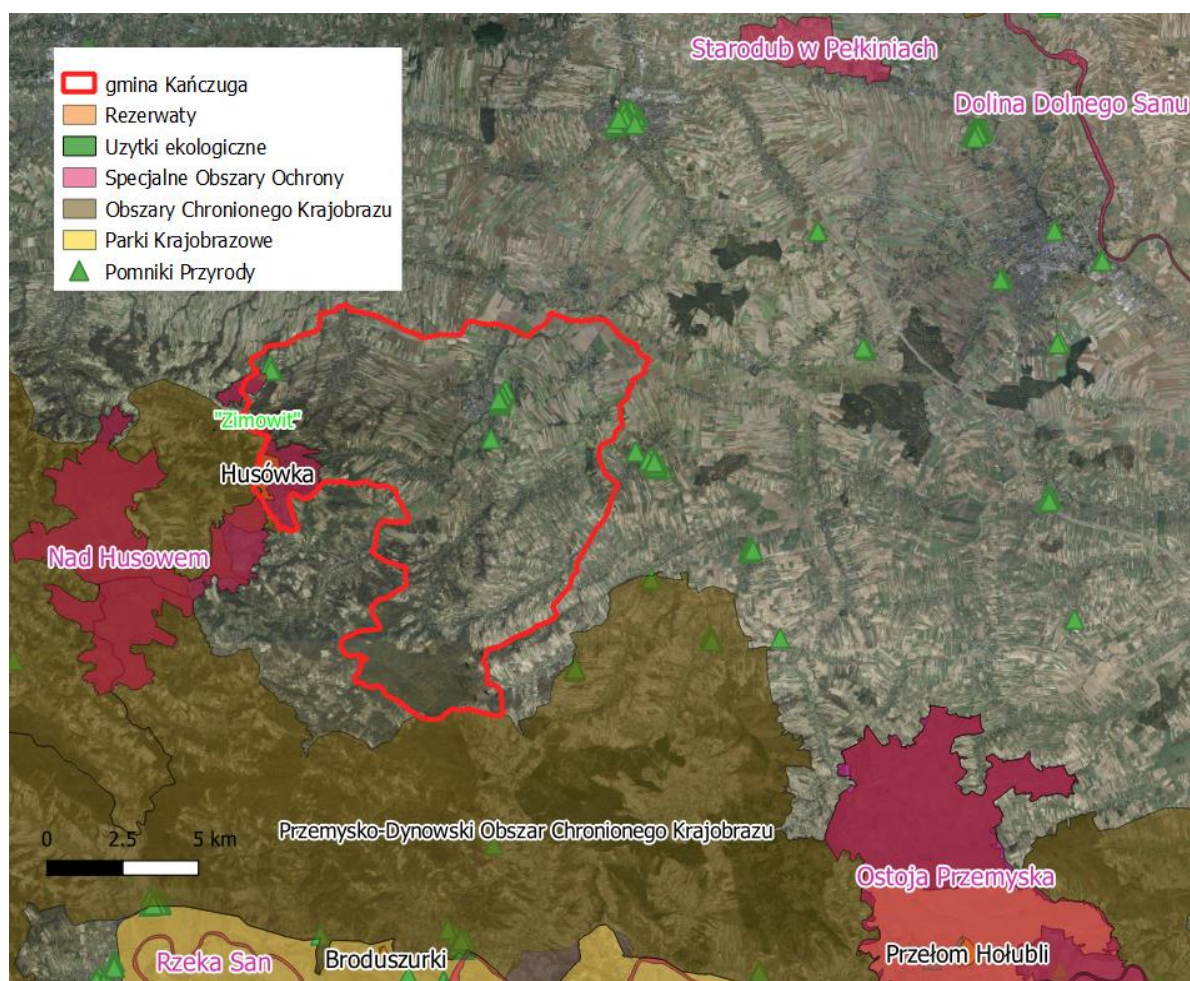 Starodub w Pełkiniach
gmina Kańczuga
Rezerwaty
Uzytki ekologiczne
Specjalne Obszary Ochrony
Obszary Chronionego Krajobrazu
Parki Krajobrazowe
Pomniki Przyrody
Dolina Dolnego Sanu
"Zimowit"
Husówka
Nad Husowem
0 2.5 5 km
Przemysko-Dynowski Obszar Chronionego Krajobrazu
Ostoja Przemyska
Rzeka San
Broduszurki
Przełom Hołubli